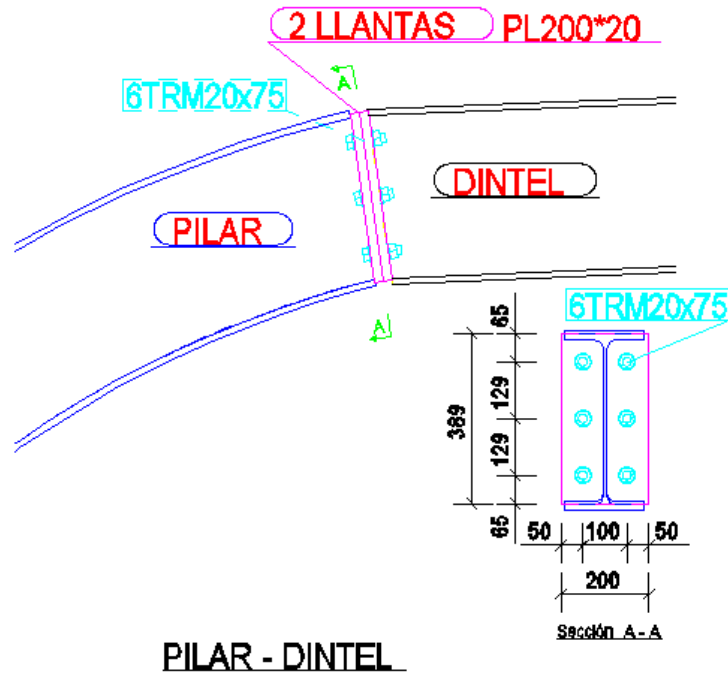 2 LLANTAS PL200*20
A
6TRM20x75
DINTEL
PILAR
A
6TRM20x75
65
129
389
129
65
50 100 50
200
Sección A - A
PILAR - DINTEL